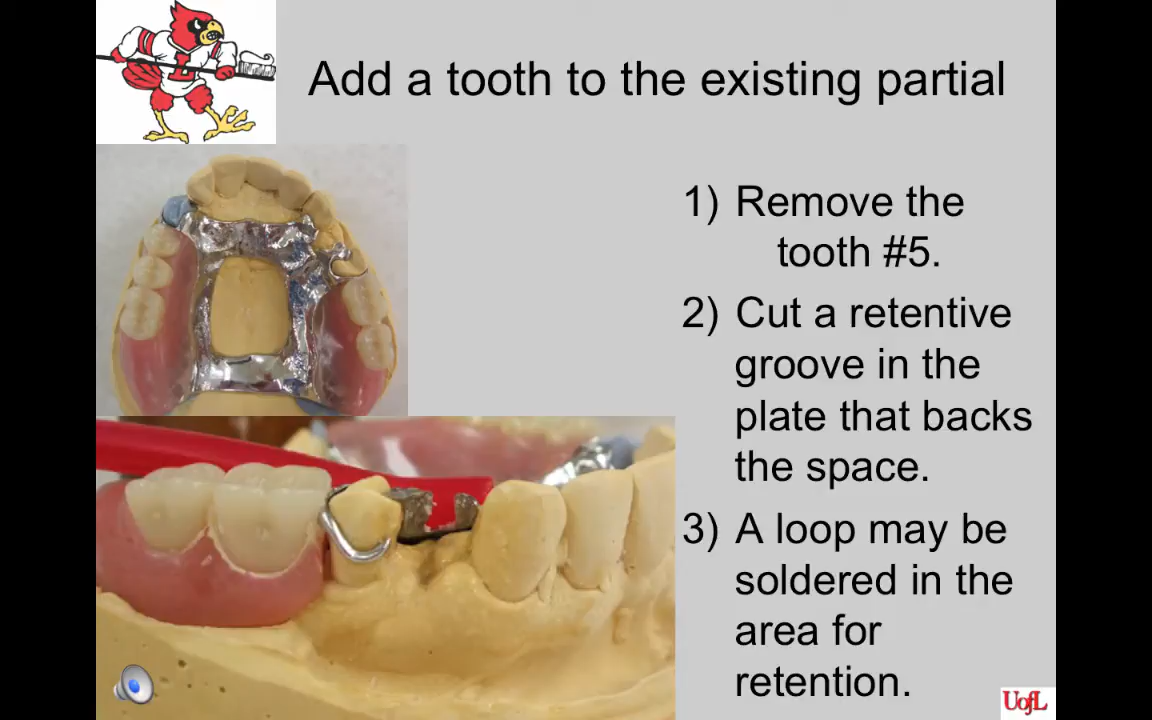 Add a tooth to the existing partial
1) Remove the
tooth #5.
2) Cut a retentive
groove in the
plate that backs
the space.
3) A loop may be
soldered in the
area for
retention.
UofL